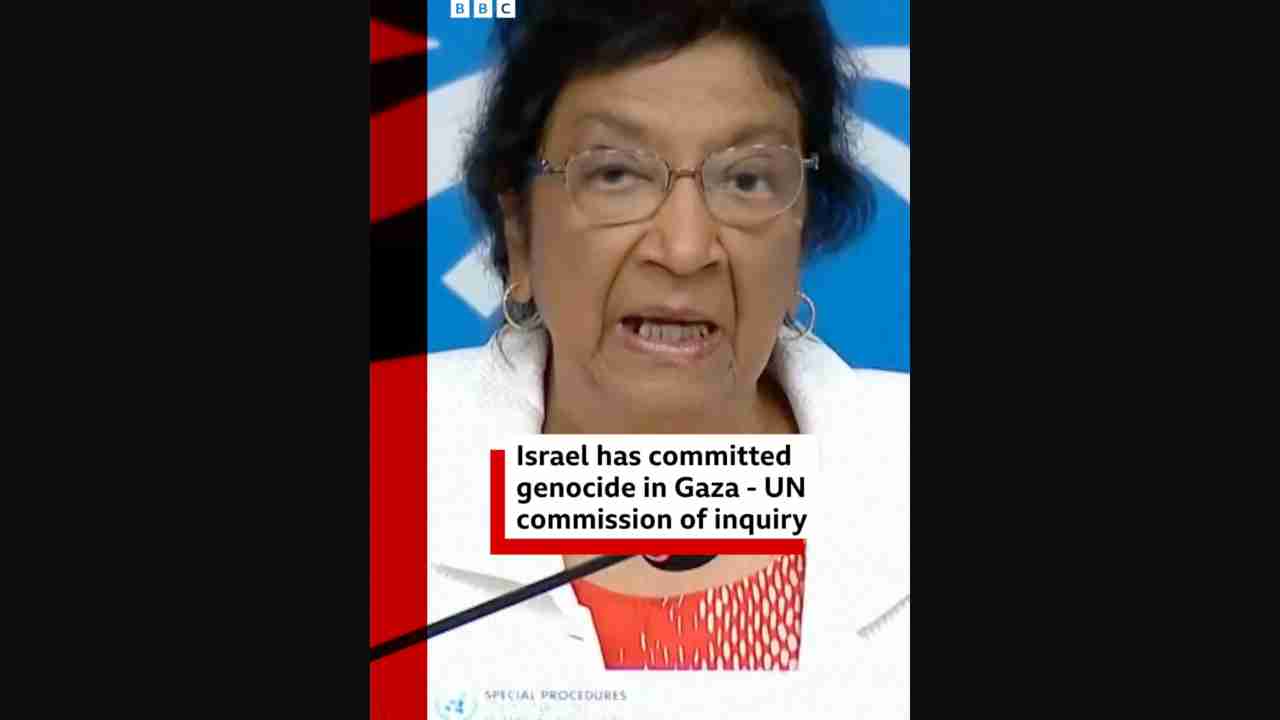 BBC
Israel has committed
genocide in Gaza - UN
commission of inquiry
SPECIAL PROCEDURES